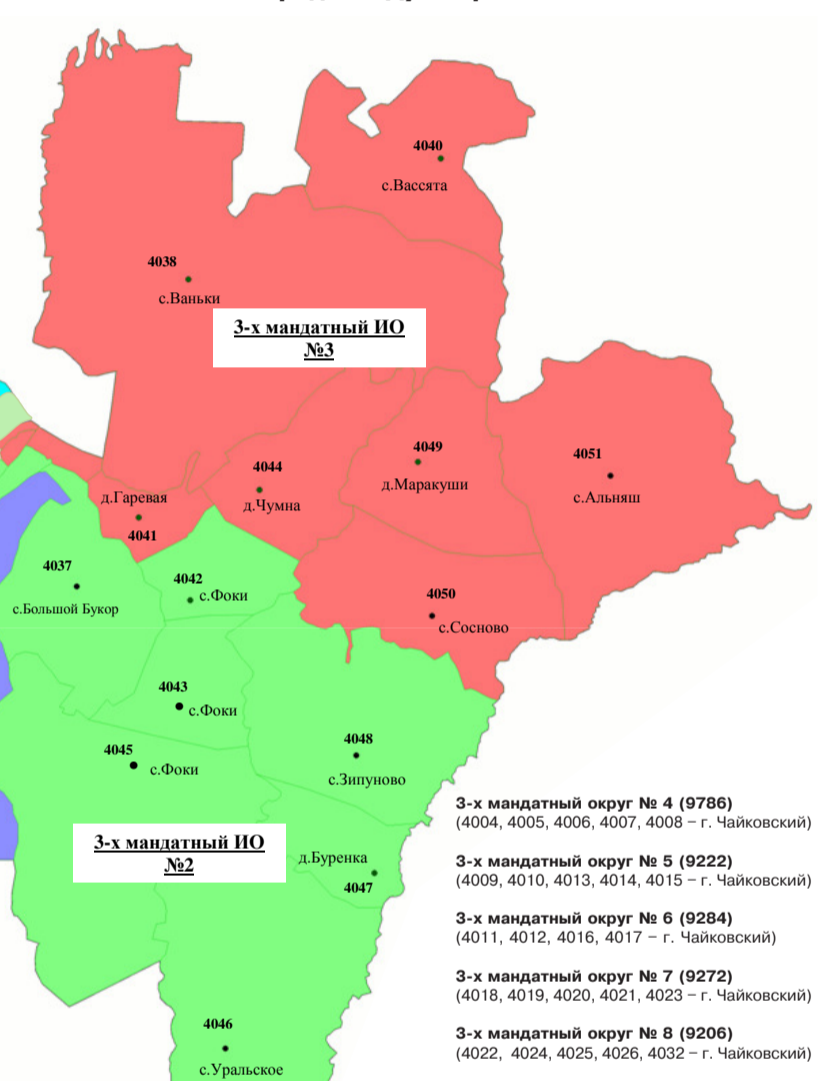 4040
с.Вассята
4038
с.Ваньки
3-х мандатный ИО
№3
4049
д.Маракуши
4051
с.Альняш
4044
д.Чумна
д.Гаревая
4041
4037
с.Большой Букор
4042
с.Фоки
4050
с.Сосново
4043
с.Фоки
4045
с.Фоки
4048
с.Зипуново
3-х мандатный ИО
№2
д.Буренка
4047
4046
с.Уральское
3-х мандатный округ № 4 (9786)
(4004, 4005, 4006, 4007, 4008 – г. Чайковский)
3-х мандатный округ № 5 (9222)
(4009, 4010, 4013, 4014, 4015 – г. Чайковский)
3-х мандатный округ № 6 (9284)
(4011, 4012, 4016, 4017 – г. Чайковский)
3-х мандатный округ № 7 (9272)
(4018, 4019, 4020, 4021, 4023 – г. Чайковский)
3-х мандатный округ № 8 (9206)
(4022, 4024, 4025, 4026, 4032 – г. Чайковский)